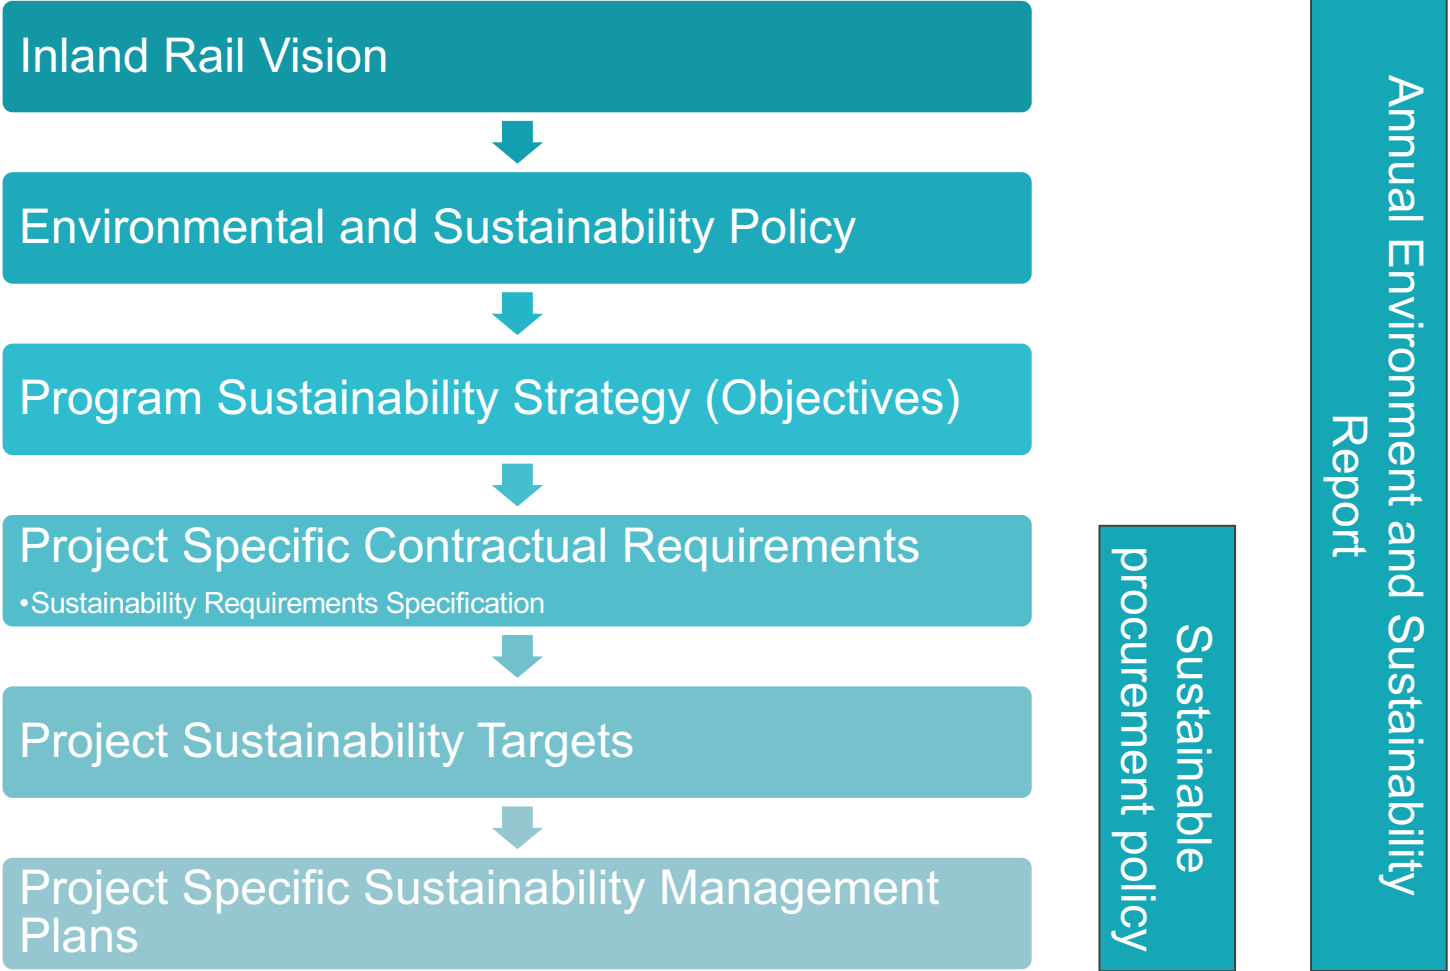 Inland Rail Vision
Environmental and Sustainability Policy
Program Sustainability Strategy (Objectives)
Project Specific Contractual Requirements
•Sustainability Requirements Specification
Project Sustainability Targets
Project Specific Sustainability Management
Plans
Sustainable
procurement policy
Annual Environment and Sustainability
Report